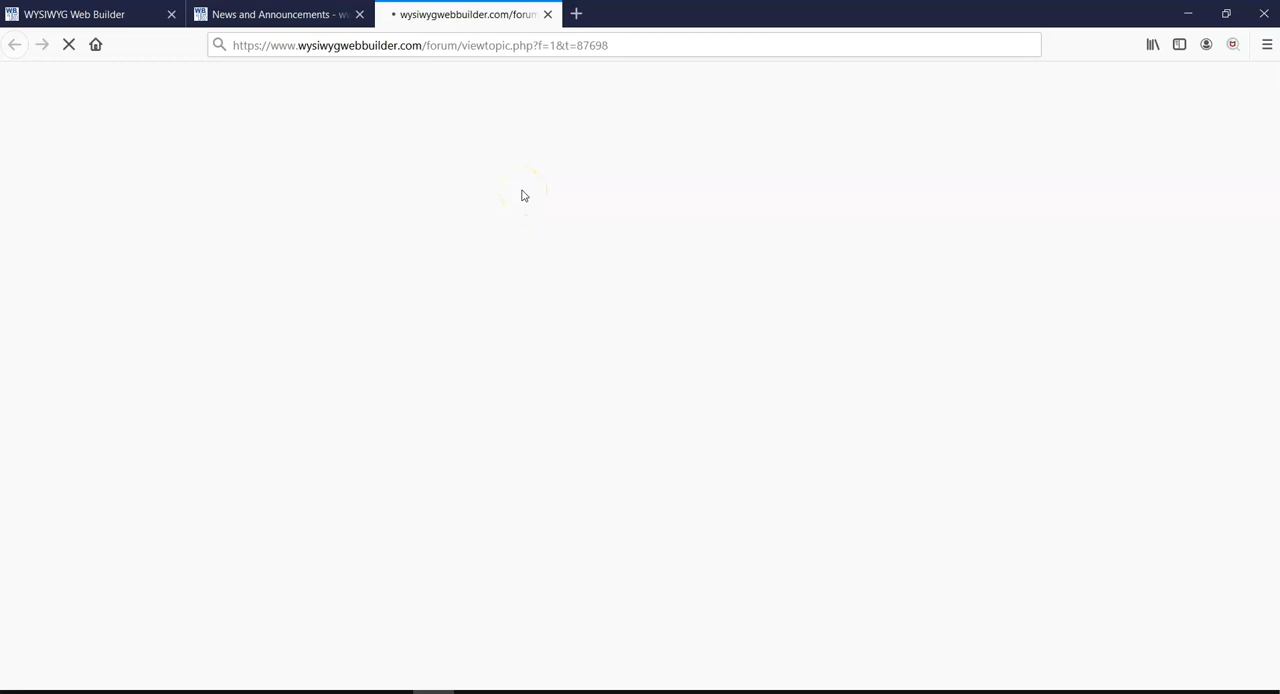 WYSIWYG Web Builder
News and Announcements - w
wysiwygwebbuilder.com/forum
https://www.wysiwygwebbuilder.com/forum/viewtopic.php?f=1&t=87698